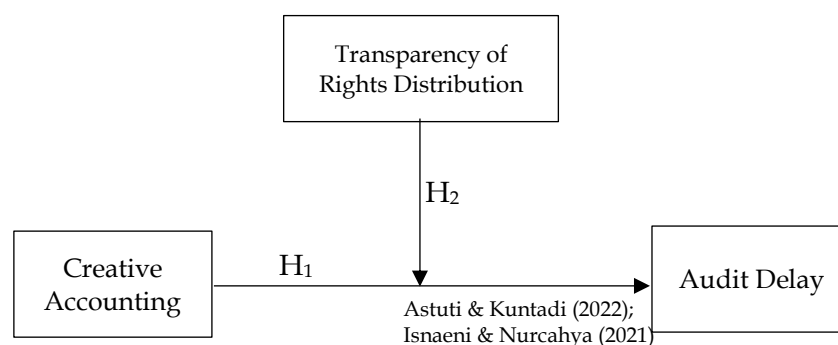 Transparency of
Rights Distribution
H₂
Creative
Accounting
H₁
Audit Delay
Astuti & Kuntadi (2022);
Isnaeni & Nurcahya (2021)